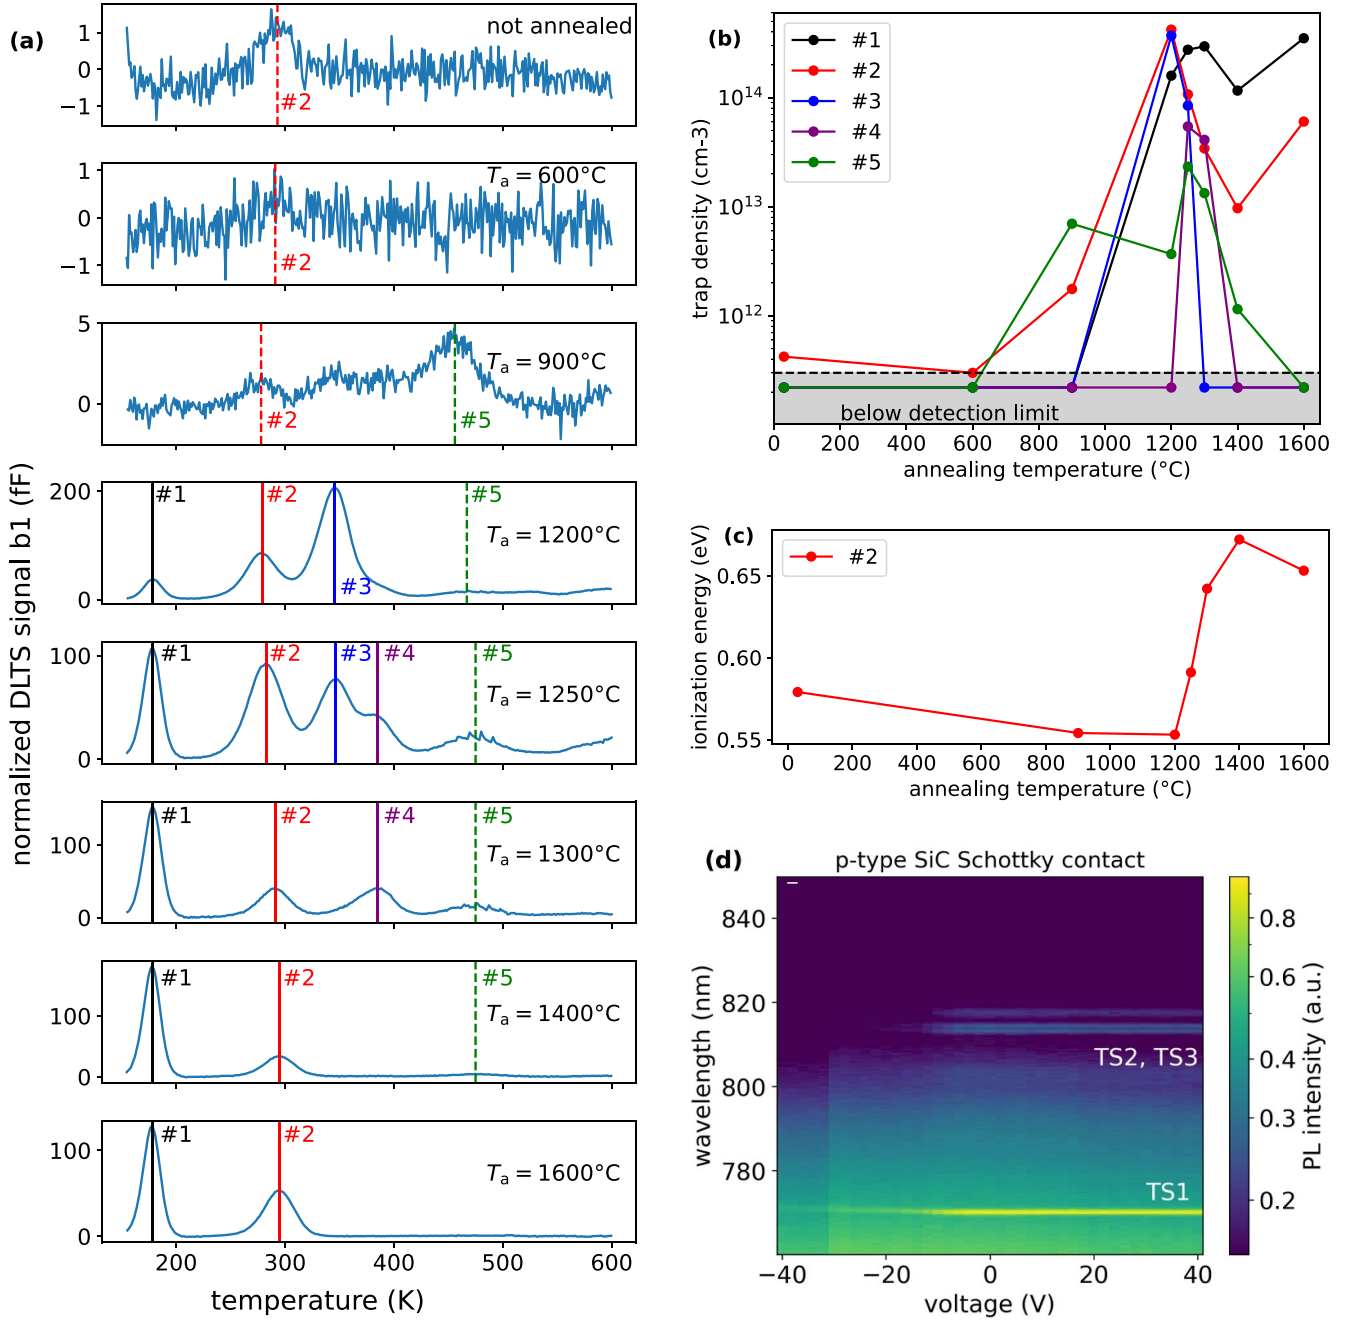 (a)
normalized DLTS signal b1 (fF)
not annealed
1
0
−1
#2
Tₐ = 600°C
1
0
−1
#2
Tₐ = 900°C
5
0
#2
#5
#1
#2
#5
200
Tₐ = 1200°C
#3
0
#1
#2
#3
#4
#5
100
Tₐ = 1250°C
0
#1
#2
#4
#5
100
Tₐ = 1300°C
0
#1
#2
#5
100
Tₐ = 1400°C
0
#1
#2
100
Tₐ = 1600°C
0
200 300 400 500 600
temperature (K)
(b)
#1
#2
#3
#4
#5
trap density (cm-3)
10¹⁴
10¹³
10¹²
below detection limit
0 200 400 600 800 1000 1200 1400 1600
annealing temperature (°C)
(c)
#2
ionization energy (eV)
0.65
0.60
0.55
0 200 400 600 800 1000 1200 1400 1600
annealing temperature (°C)
(d)
p-type SiC Schottky contact
wavelength (nm)
840
820
800
780
TS2, TS3
TS1
−40 −20 0 20 40
voltage (V)
0.8
0.6
0.4
0.3
0.2
PL intensity (a.u.)